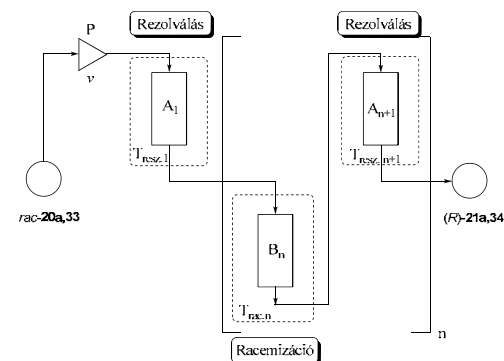 Rezolválás
Rezolválás
P
v
A1
An+1
Tresz.1
Tresz. n+1
rac-20a,33
(R)-21a,34
Bn
Trac.n
n
Racemizáció